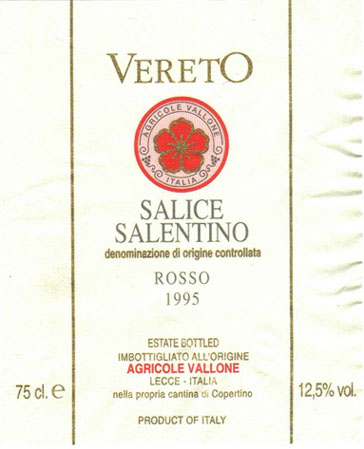 VERETO
AGRICOLE VALLONE
ITALIA
SALICE
SALENTINO
denominazione di origine controllata
ROSSO
1995
ESTATE BOTTLED
IMBOTTIGLIATO ALL'ORIGINE
AGRICOLE VALLONE
LECCE - ITALIA
75 cl. e
nella propria cantina di Copertino
12,5% vol.
PRODUCT OF ITALY